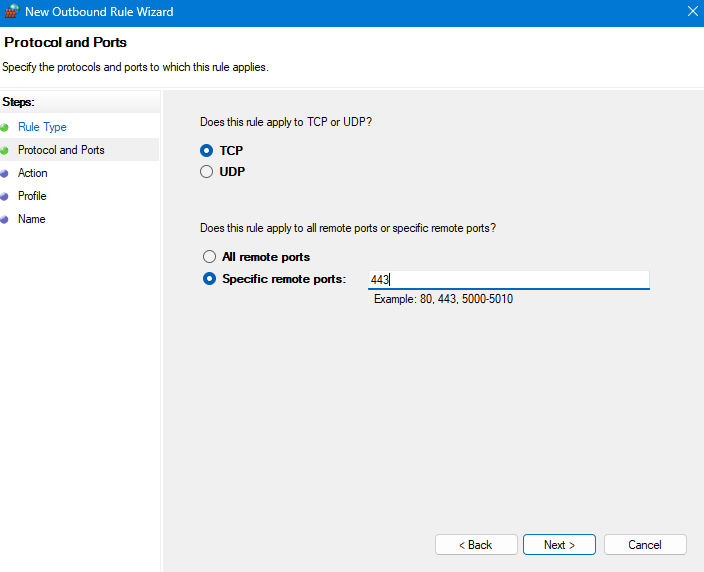 New Outbound Rule Wizard
Protocol and Ports
Specify the protocols and ports to which this rule applies.
Steps:
Rule Type
Protocol and Ports
Action
Profile
Name
Does this rule apply to TCP or UDP?
TCP
UDP
Does this rule apply to all remote ports or specific remote ports?
All remote ports
Specific remote ports: 443
Example: 80, 443, 5000-5010
< Back Next > Cancel